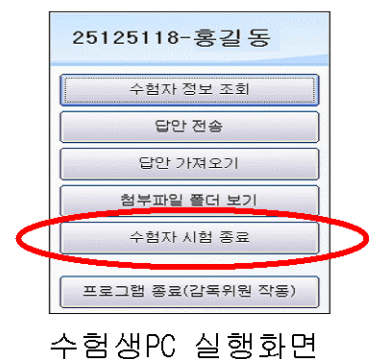 25125118-홍길동
수험자 정보 조회
답안 전송
답안 가져오기
첨부파일 폴더 보기
수험자 시험 종료
프로그램 종료(감독위원 작동)
수험생PC 실행화면